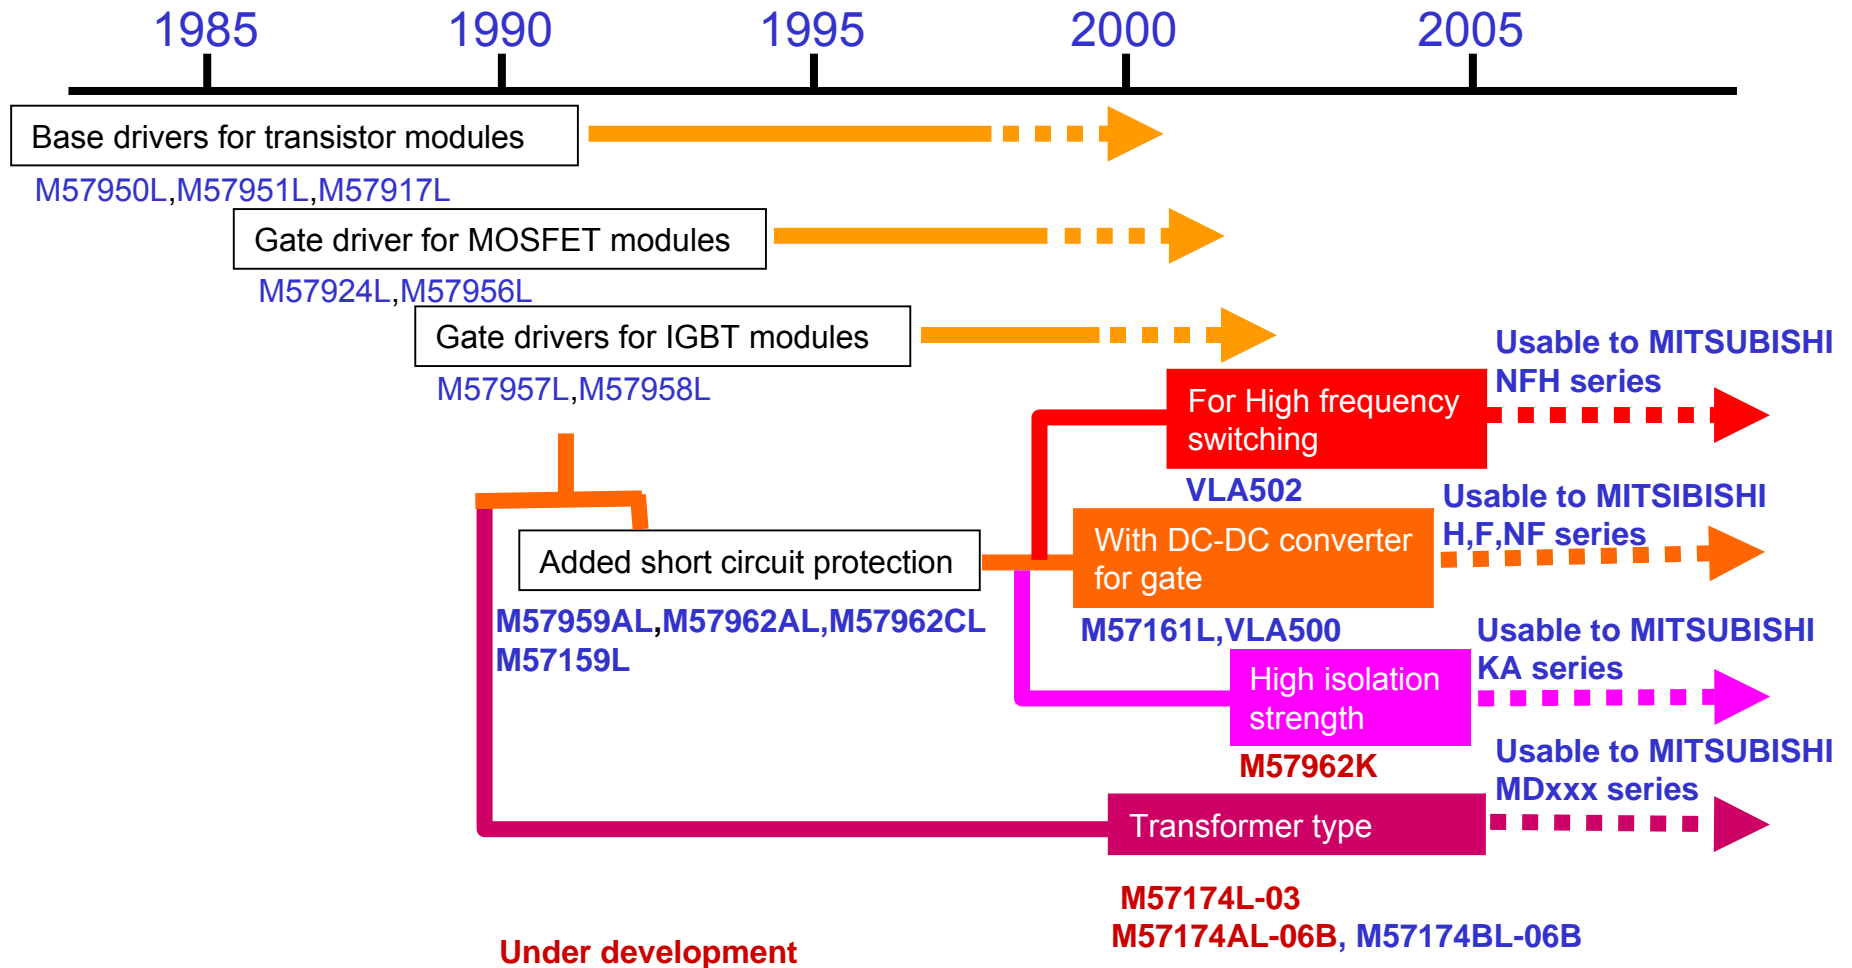 1985 1990 1995 2000 2005
Base drivers for transistor modules
M57950L,M57951L,M57917L
Gate driver for MOSFET modules
M57924L,M57956L
Gate drivers for IGBT modules
M57957L,M57958L
Usable to MITSUBISHI
NFH series
For High frequency
switching
VLA502
Usable to MITSIBISHI
H,F,NF series
With DC-DC converter
for gate
M57161L,VLA500
Added short circuit protection
M57959AL,M57962AL,M57962CL
M57159L
Usable to MITSUBISHI
KA series
High isolation
strength
M57962K
Usable to MITSUBISHI
MDxxx series
Transformer type
M57174L-03
M57174AL-06B, M57174BL-06B
Under development